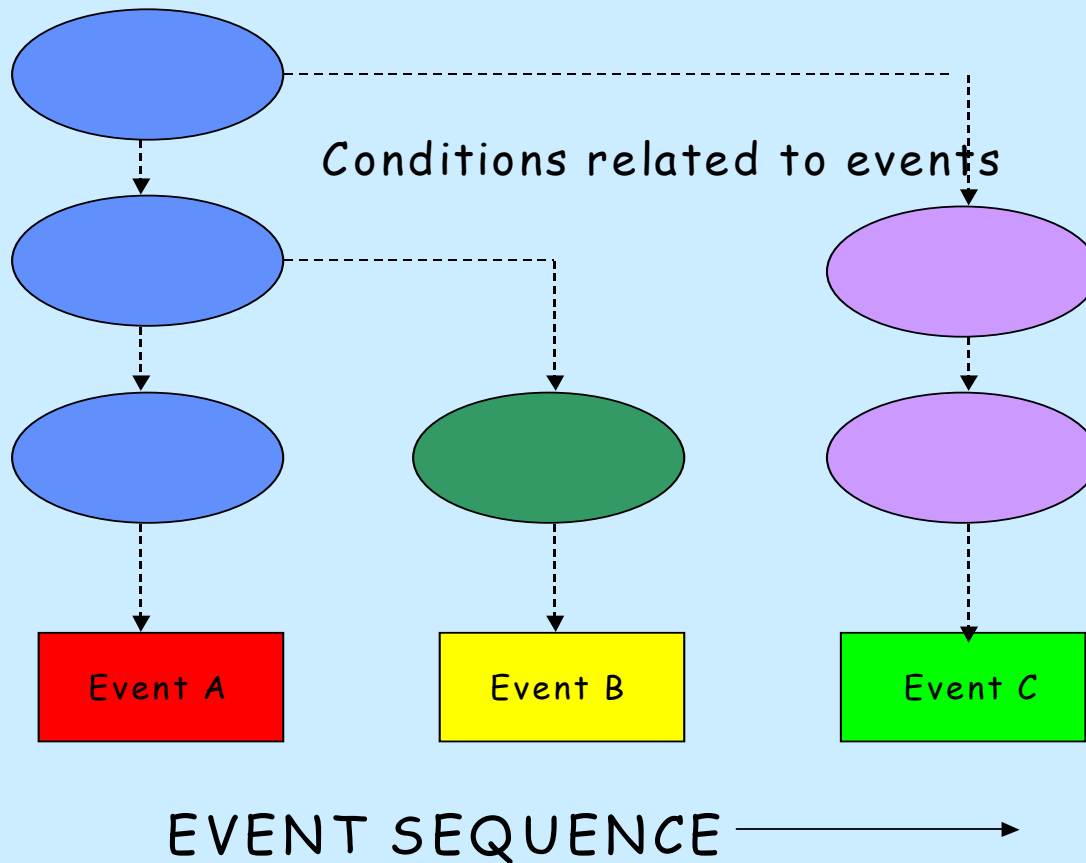 Conditions related to events
Event A
Event B
Event C
EVENT SEQUENCE